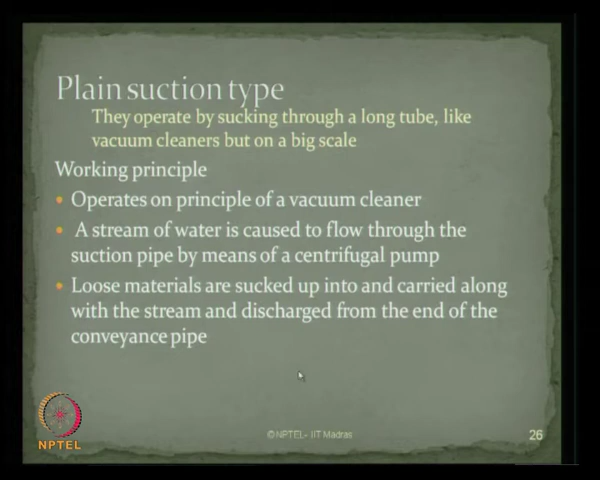 Plain suction type
They operate by sucking through a long tube, like
vacuum cleaners but on a big scale
Working principle
• Operates on principle of a vacuum cleaner
• A stream of water is caused to flow through the
suction pipe by means of a centrifugal pump
• Loose materials are sucked up into and carried along
with the stream and discharged from the end of the
conveyance pipe
NPTEL
©NPTEL- IIT Madras
26